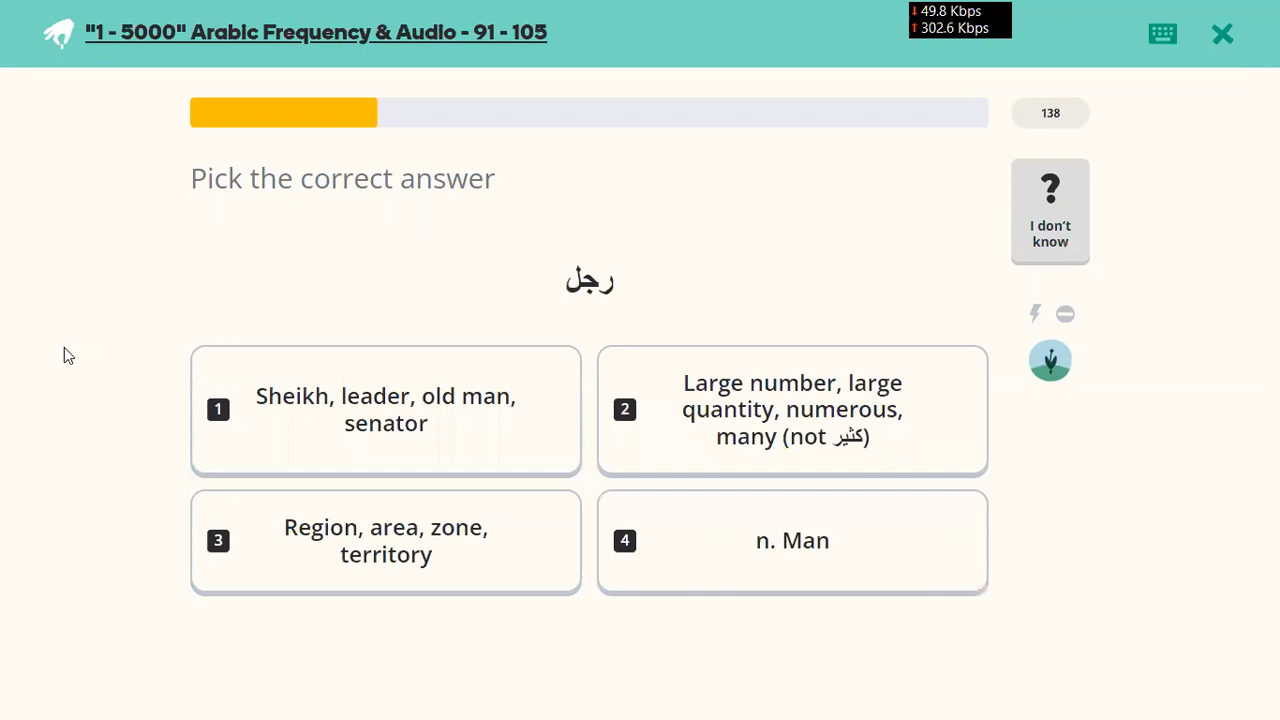 "1 - 5000" Arabic Frequency & Audio - 91 - 105
↓ 49.8 Kbps
↑ 302.6 Kbps
138
Pick the correct answer
?
I don't
know
رجل
1
Sheikh, leader, old man,
senator
2
Large number, large
quantity, numerous,
many (not كثير)
3
Region, area, zone,
territory
4
n. Man